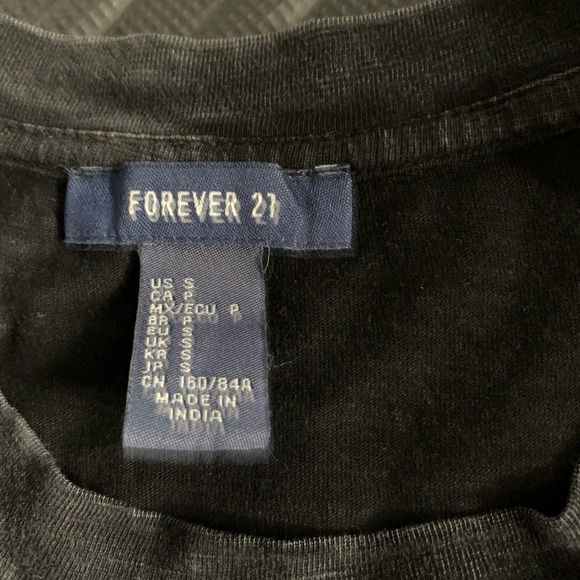 FOREVER 21
US S
CA P
MX/ECU P
BR P
EU S
UK S
KR S
JP S
CN 160/84A
MADE IN
INDIA